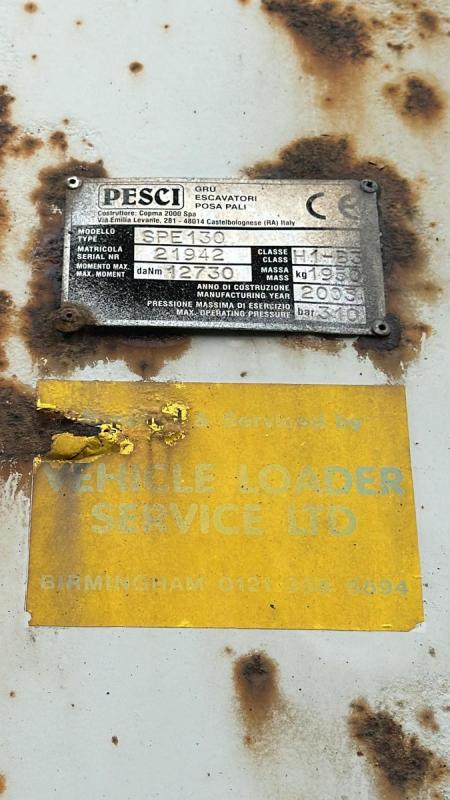 PESCI
GRU
ESCAVATORI
POSA PALI
CE
Costruttore: Copma 2000 Spa
Via Emilia Levante, 281 - 48014 Castelbolognese (RA) Italy
MODELLO
TYPE SPE130
MATRICOLA
SERIAL NR 21942
CLASSE
CLASS H1-B3
MOMENTO MAX.
MAX. MOMENT daNm 12730
MASSA
MASS kg 1950
ANNO DI COSTRUZIONE
MANUFACTURING YEAR 2003
PRESSIONE MASSIMA DI ESERCIZIO
MAX. OPERATING PRESSURE bar 310
& Serviced by
VEHICLE LOADER
SERVICE LTD
BIRMINGHAM 0121 5894